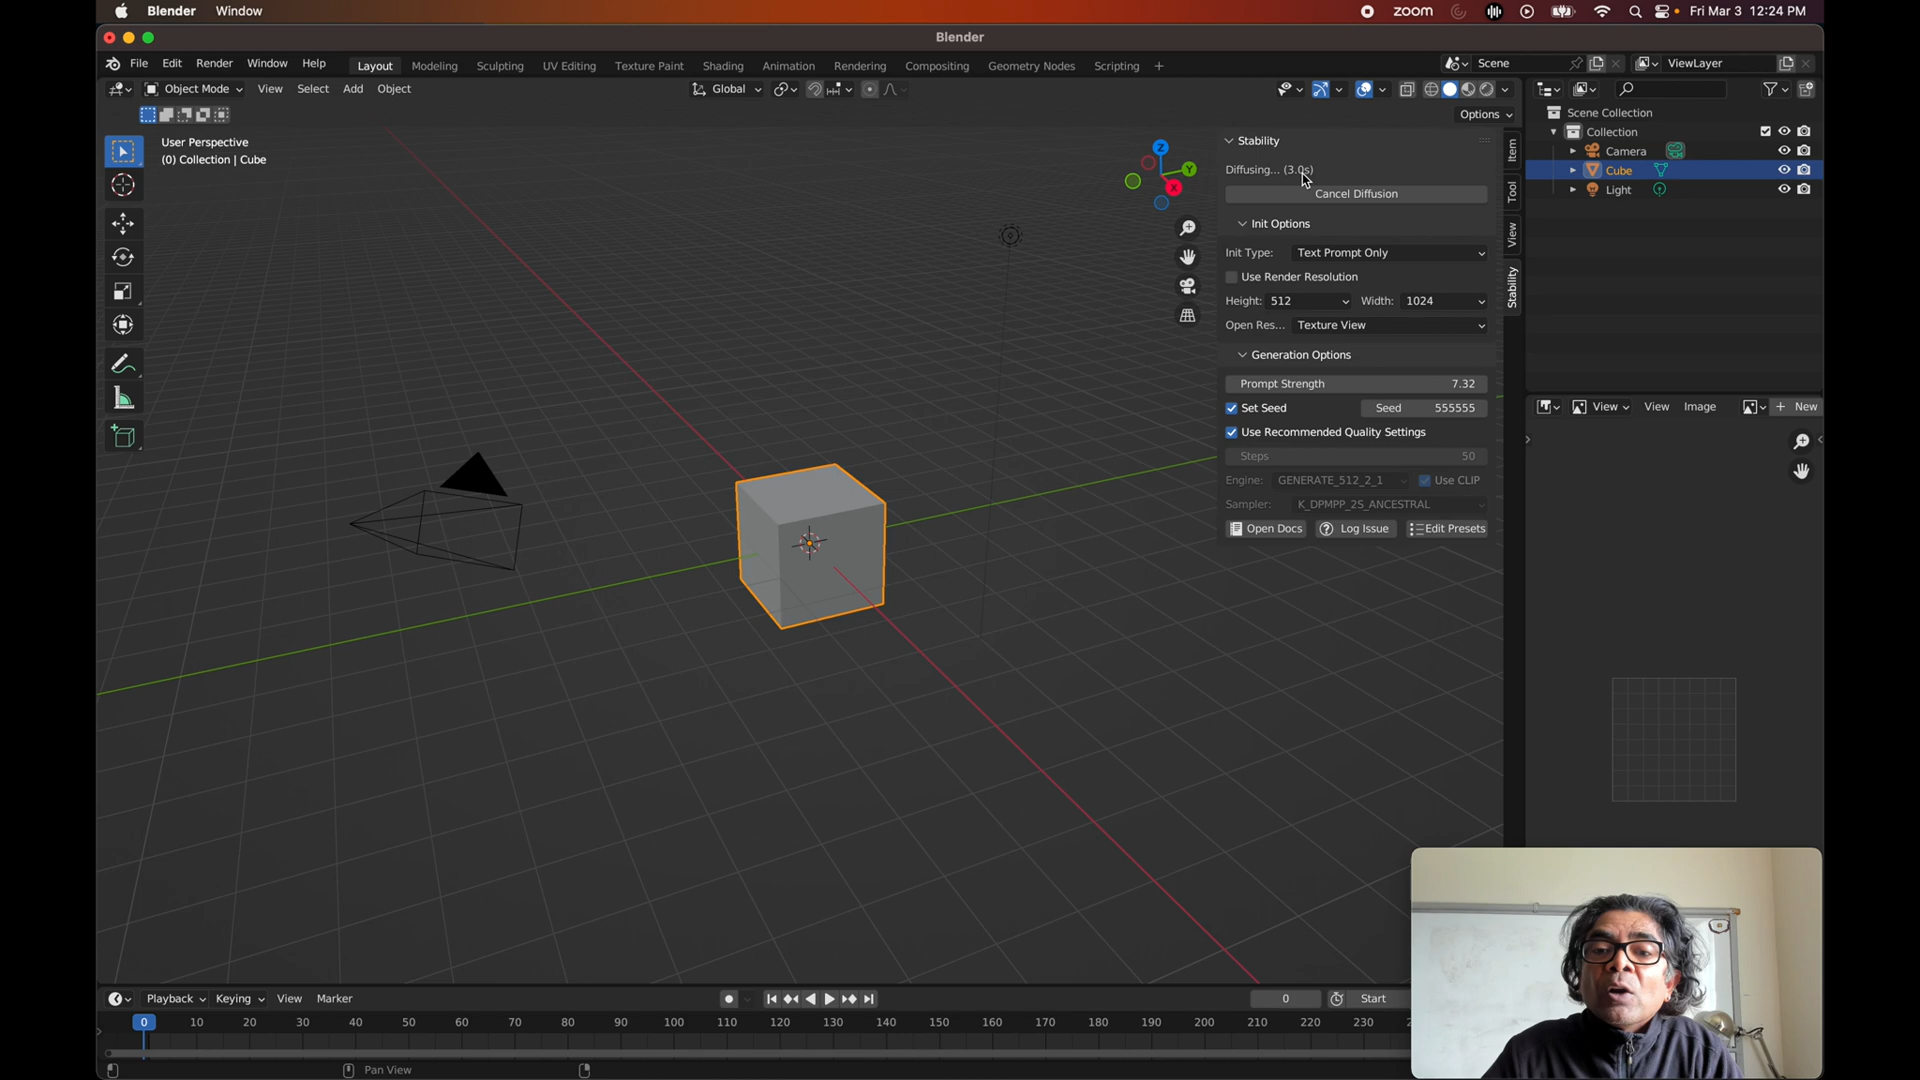 Blender Window zoom Fri Mar 3 12:24 PM
Blender
File Edit Render Window Help Layout Modeling Sculpting UV Editing Texture Paint Shading Animation Rendering Compositing Geometry Nodes Scripting + Scene ViewLayer
Object Mode View Select Add Object Global
Options
User Perspective
(0) Collection | Cube
Z
Y
X
Stability
Diffusing... (3.0s)
Cancel Diffusion
Init Options
Init Type: Text Prompt Only
Use Render Resolution
Height: 512 Width: 1024
Open Res... Texture View
Generation Options
Prompt Strength 7.32
Set Seed Seed 555555
Use Recommended Quality Settings
Steps 50
Engine: GENERATE_512_2_1 Use CLIP
Sampler: K_DPMPP_2S_ANCESTRAL
Open Docs Log Issue Edit Presets
Item
Tool
View
Stability
Scene Collection
Collection
Camera
Cube
Light
View View Image + New
Playback Keying View Marker 0 Start
0 10 20 30 40 50 60 70 80 90 100 110 120 130 140 150 160 170 180 190 200 210 220 230 2
Pan View